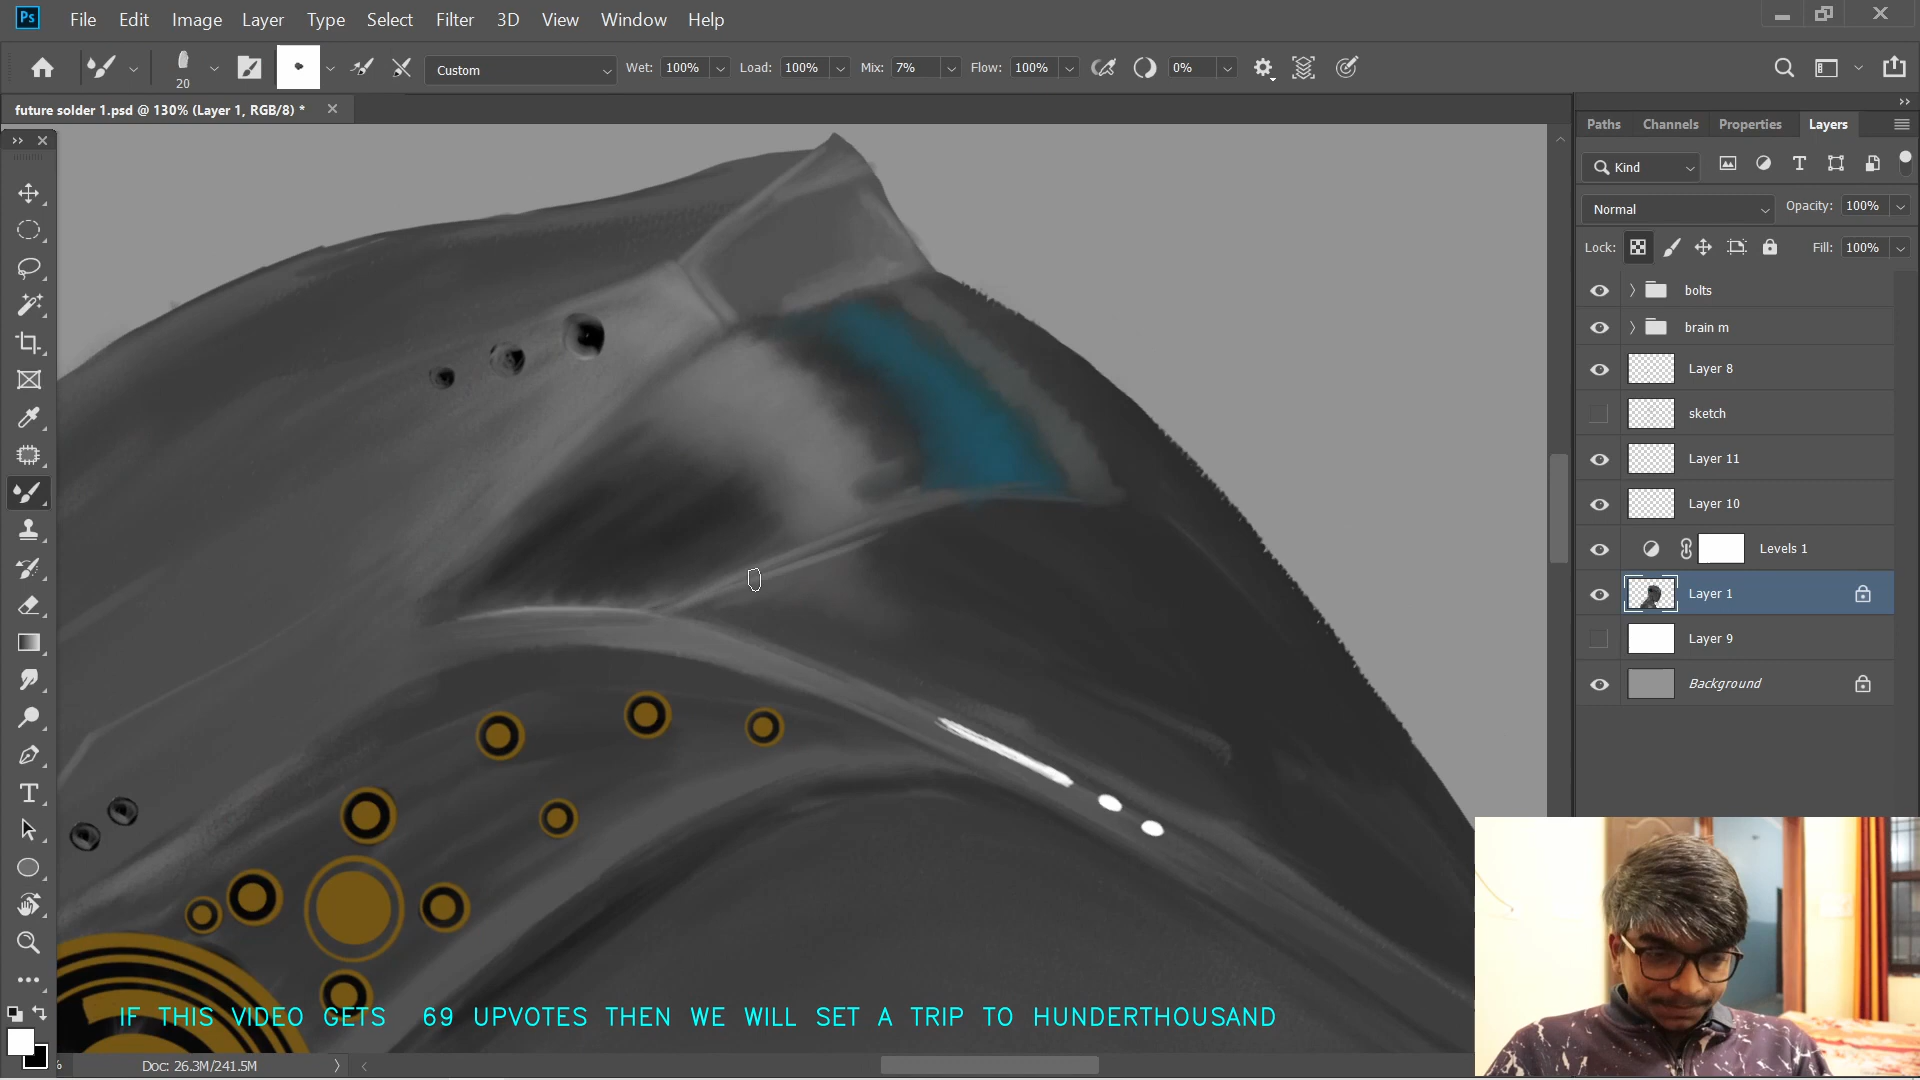 Ps File Edit Image Layer Type Select Filter 3D View Window Help
20 Custom Wet: 100% Load: 100% Mix: 7% Flow: 100% 0%
future solder 1.psd @ 130% (Layer 1, RGB/8) *
Paths Channels Properties Layers
Kind
Normal Opacity: 100%
Lock: Fill: 100%
bolts
brain m
Layer 8
sketch
Layer 11
Layer 10
Levels 1
Layer 1
Layer 9
Background
IF THIS VIDEO GETS 69 UPVOTES THEN WE WILL SET A TRIP TO HUNDERTHOUSAND
% Doc: 26.3M/241.5M